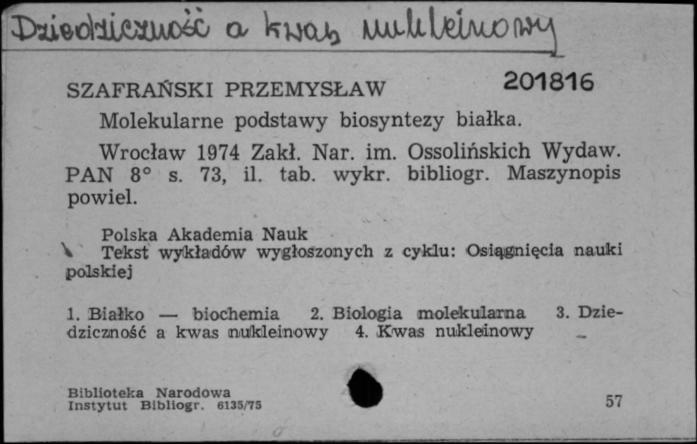 Dziedziczność a kwas nukleinowy
201816
SZAFRAŃSKI PRZEMYSŁAW
Molekularne podstawy biosyntezy białka.
Wrocław 1974 Zakł. Nar. im. Ossolińskich Wydaw.
PAN 8° s. 73, il. tab. wykr. bibliogr. Maszynopis
powiel.
Polska Akademia Nauk
Tekst wykładów wygłoszonych z cyklu: Osiągnięcia nauki
polskiej
1. Białko — biochemia 2. Biologia molekularna 3. Dzie-
dziczność a kwas nukleinowy 4. Kwas nukleinowy
Biblioteka Narodowa
Instytut Bibliogr. 6135/75
57